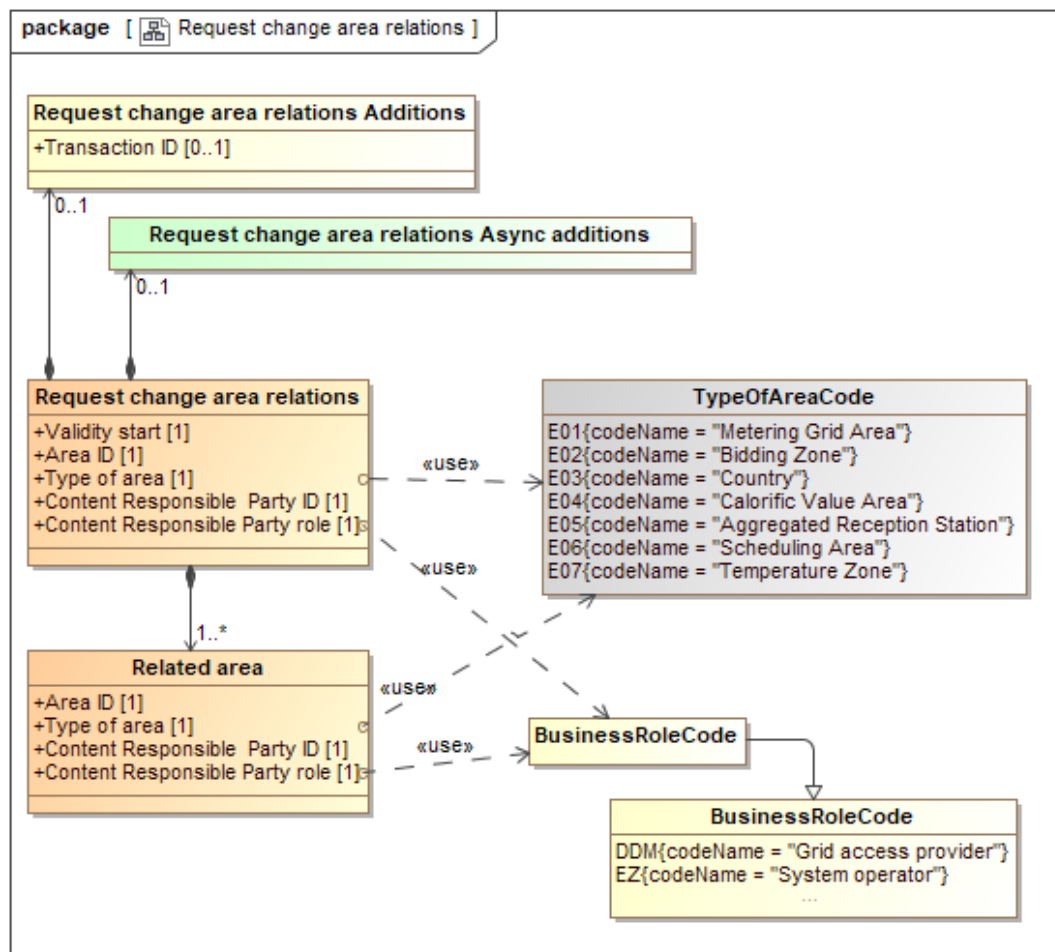 package [ Request change area relations ]
Request change area relations Additions
+Transaction ID [0..1]
0..1
Request change area relations Async additions
0..1
Request change area relations
+Validity start [1]
+Area ID [1]
+Type of area [1]
+Content Responsible  Party ID [1]
+Content Responsible Party role [1]
«use»
«use»
TypeOfAreaCode
E01{codeName = "Metering Grid Area"}
E02{codeName = "Bidding Zone"}
E03{codeName = "Country"}
E04{codeName = "Calorific Value Area"}
E05{codeName = "Aggregated Reception Station"}
E06{codeName = "Scheduling Area"}
E07{codeName = "Temperature Zone"}
1..*
Related area
+Area ID [1]
+Type of area [1]
+Content Responsible  Party ID [1]
+Content Responsible Party role [1]
«use»
«use»
BusinessRoleCode
BusinessRoleCode
DDM{codeName = "Grid access provider"}
EZ{codeName = "System operator"}
...